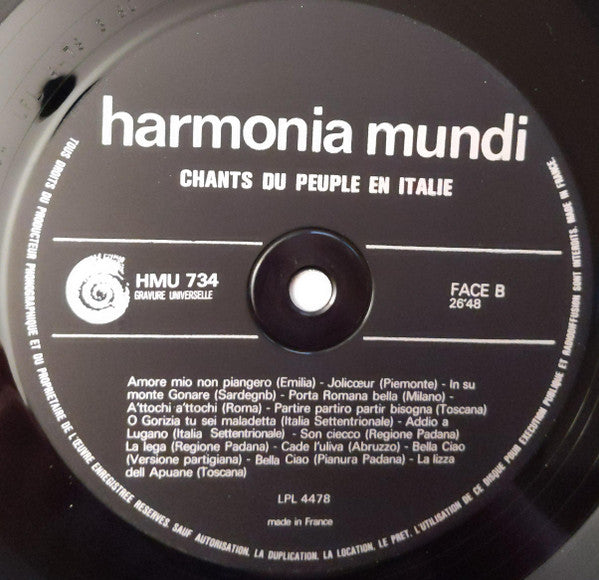 harmonia mundi
CHANTS DU PEUPLE EN ITALIE
HMU 734
GRAVURE UNIVERSELLE
FACE B
26'48
Amore mio non piangero (Emilia) - Jolicœur (Piemonte) - In su
monte Gonare (Sardegnb) - Porta Romana bella (Milano) -
A'ttochi a'ttochi (Roma) - Partire partiro partir bisogna (Toscana)
O Gorizia tu sei maladetta (Italia Settentrionale) - Addio a
Lugano (Italia Settentrionale) - Son ciecco (Regione Padana)
La lega (Regione Padana) - Cade l'uliva (Abruzzo) - Bella Ciao
(Versione partigiana) - Bella Ciao (Pianura Padana) - La lizza
dell Apuane (Toscana)
LPL 4478
made in France
TOUS DROITS DU PRODUCTEUR PHONOGRAPHIQUE ET DU PROPRIETAIRE DE L'ŒUVRE ENREGISTREE RESERVES. SAUF AUTORISATION, LA DUPLICATION, LA LOCATION, LE PRET, L'UTILISATION DE CE DISQUE POUR EXECUTION PUBLIQUE ET RADIODIFFUSION SONT INTERDITS. MADE IN FRANCE.